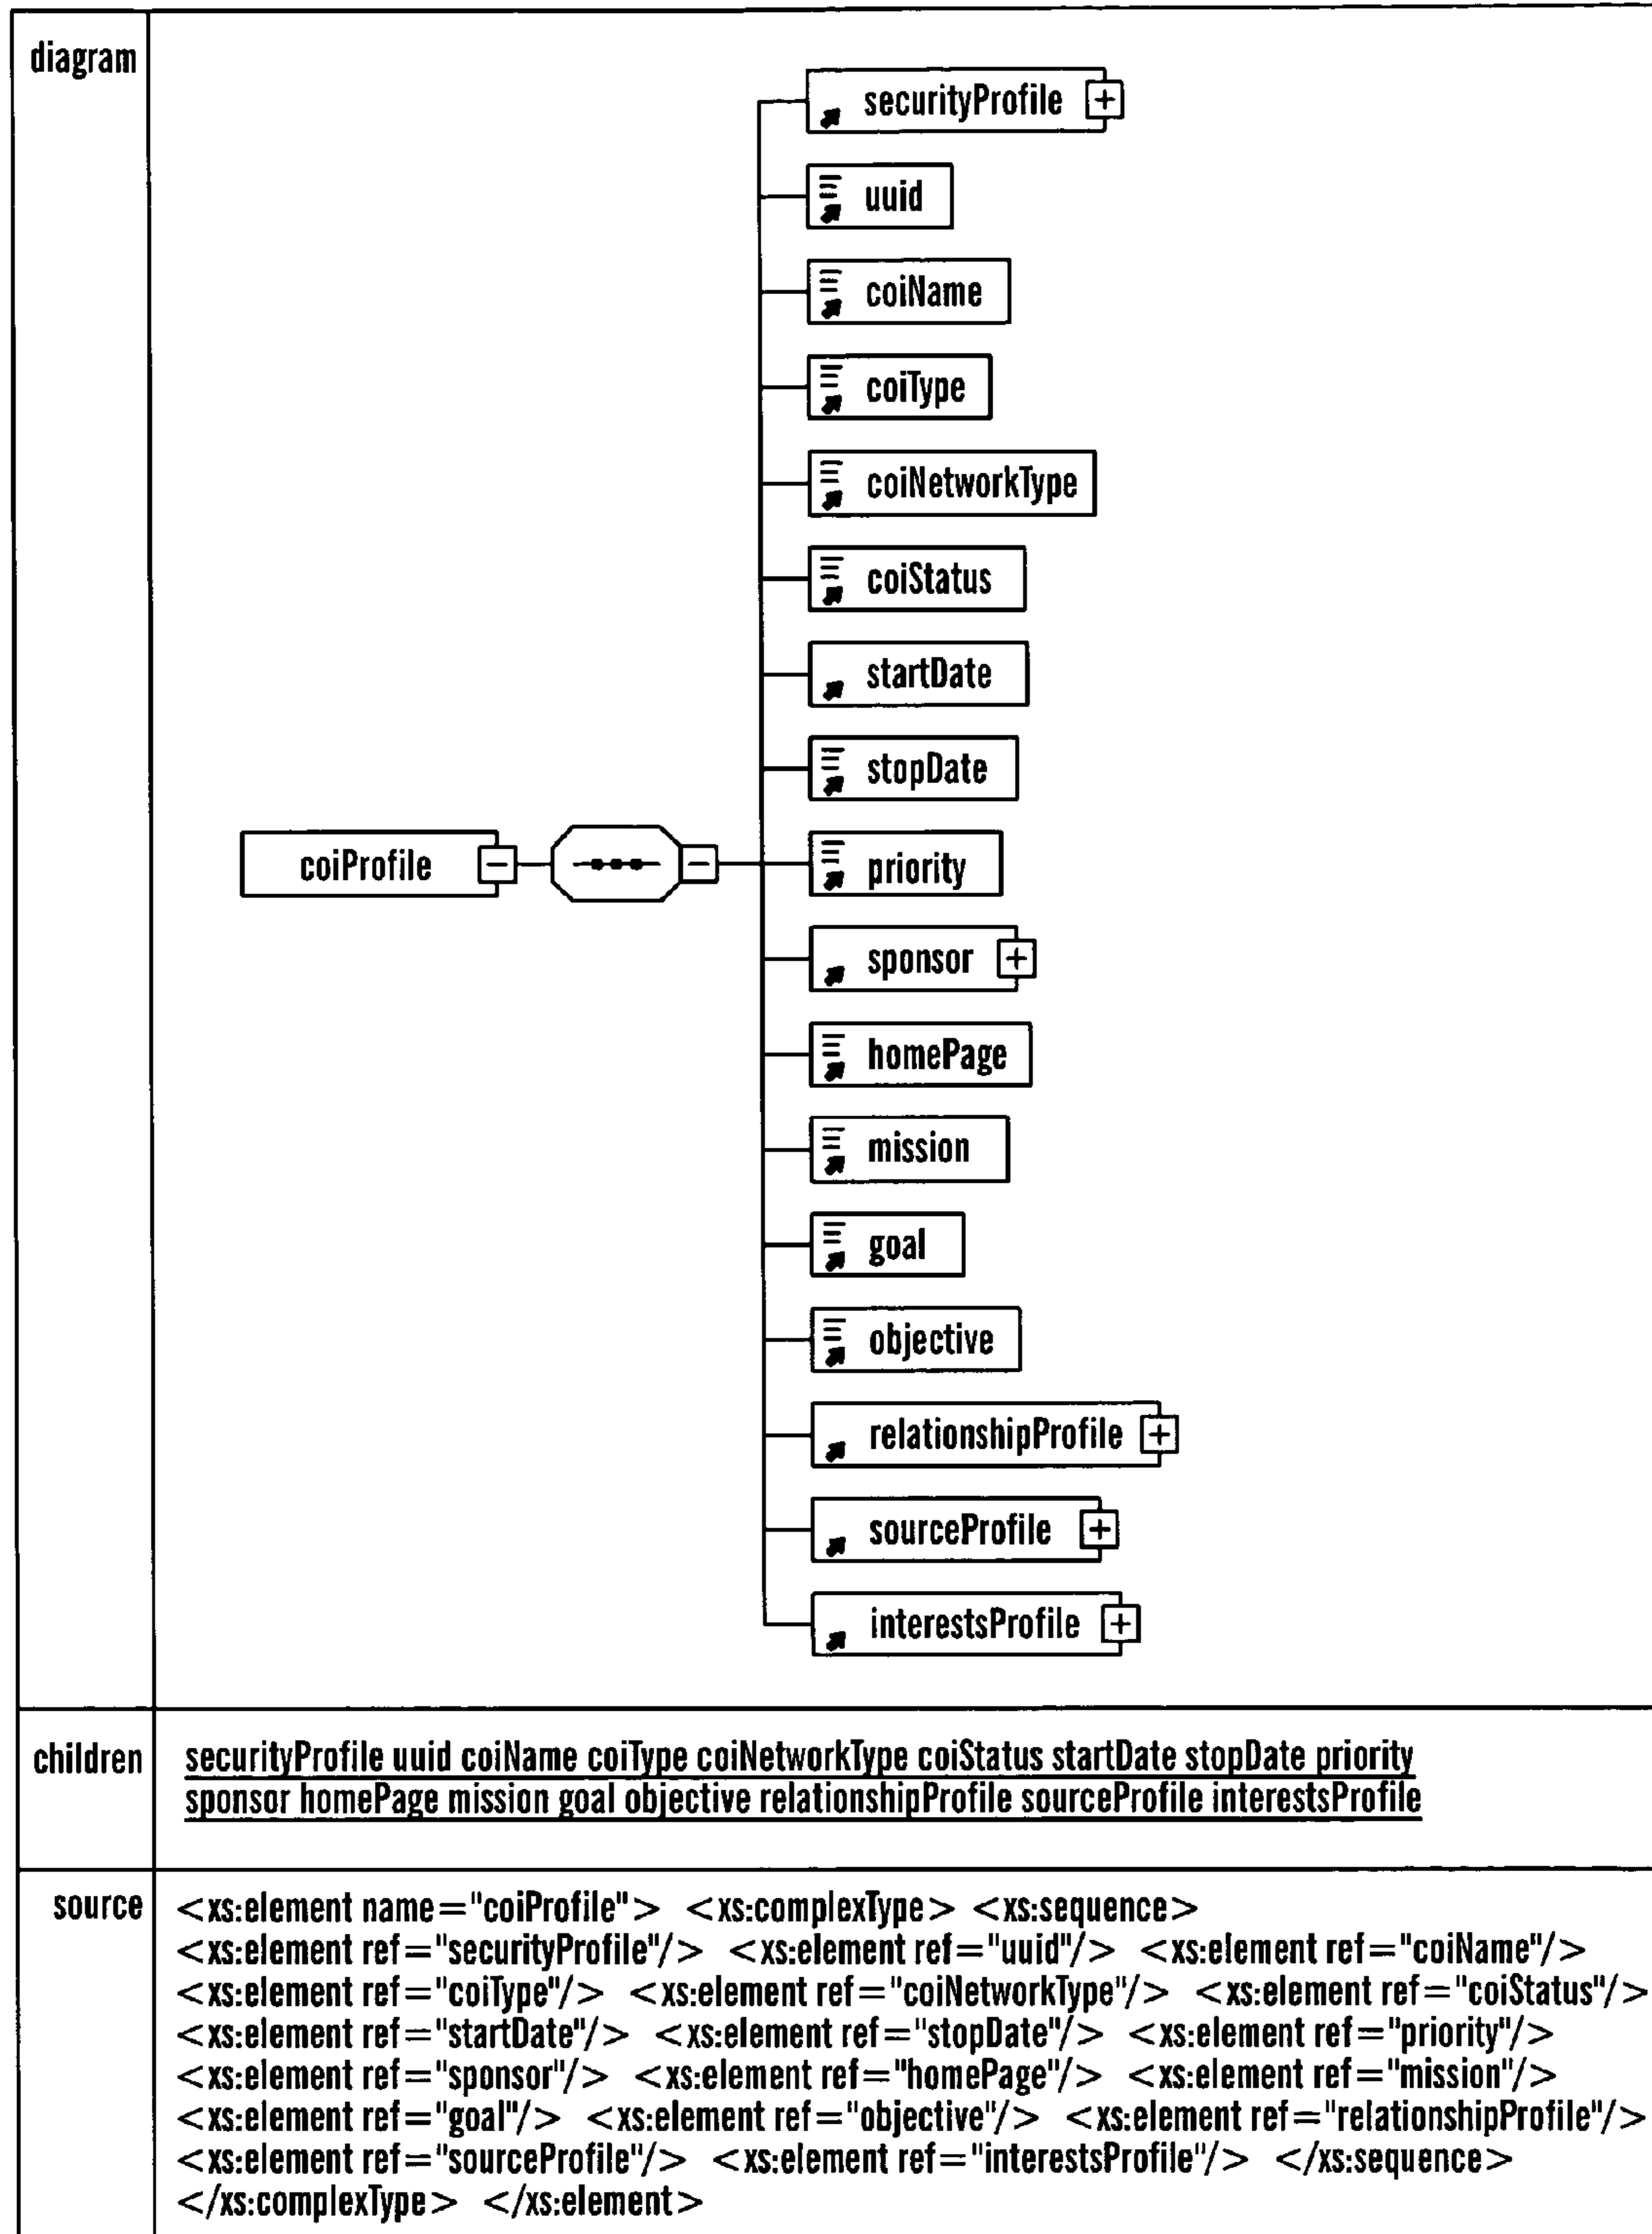 diagram
securityProfile
uuid
coiName
coiType
coiNetworkType
coiStatus
startDate
stopDate
priority
coiProfile
sponsor
homePage
mission
goal
objective
relationshipProfile
sourceProfile
interestsProfile
children
securityProfile uuid coiName coiType coiNetworkType coiStatus startDate stopDate priority
sponsor homePage mission goal objective relationshipProfile sourceProfile interestsProfile
source
<xs:element name="coiProfile"> <xs:complexType> <xs:sequence>
<xs:element ref="securityProfile"/> <xs:element ref="uuid"/> <xs:element ref="coiName"/>
<xs:element ref="coiType"/> <xs:element ref="coiNetworkType"/> <xs:element ref="coiStatus"/>
<xs:element ref="startDate"/> <xs:element ref="stopDate"/> <xs:element ref="priority"/>
<xs:element ref="sponsor"/> <xs:element ref="homePage"/> <xs:element ref="mission"/>
<xs:element ref="goal"/> <xs:element ref="objective"/> <xs:element ref="relationshipProfile"/>
<xs:element ref="sourceProfile"/> <xs:element ref="interestsProfile"/> </xs:sequence>
</xs:complexType> </xs:element>